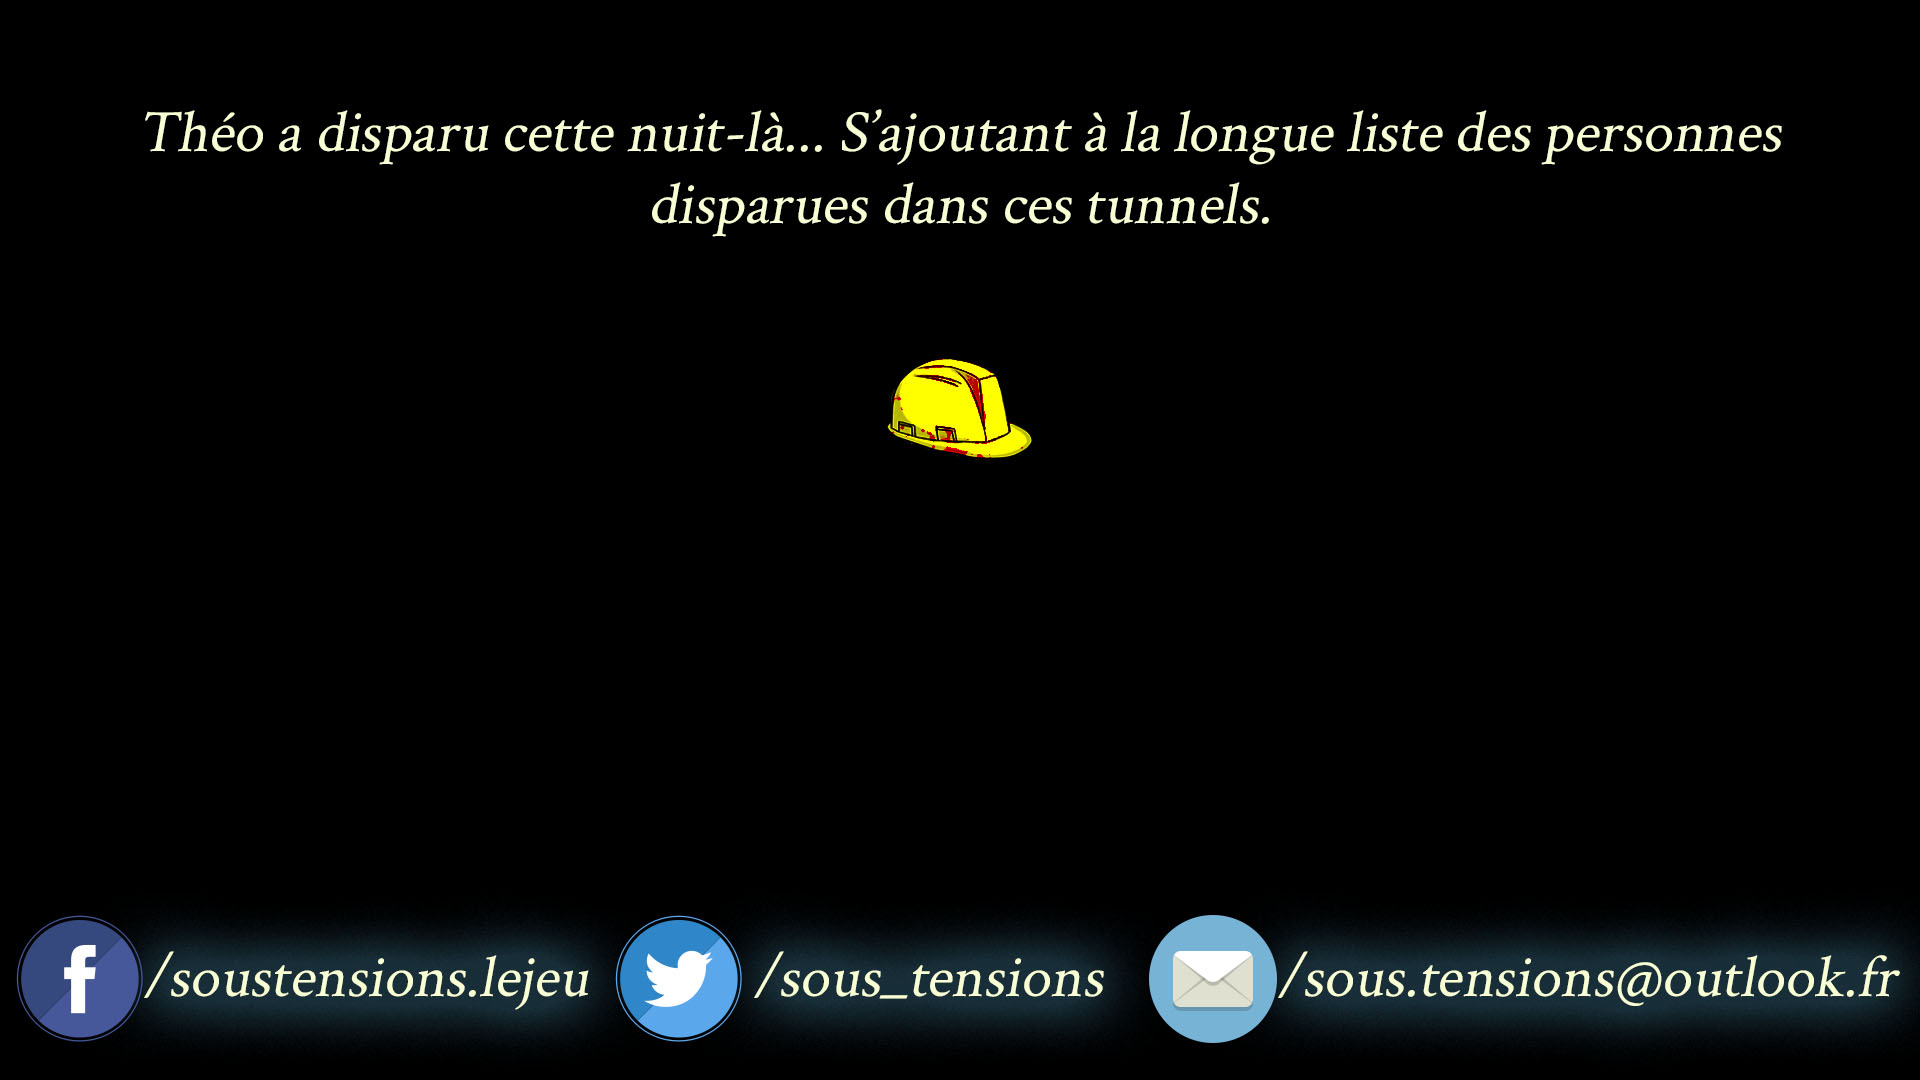 Théo a disparu cette nuit-là... S’ajoutant à la longue liste des personnes
disparues dans ces tunnels.
/soustensions.lejeu
/sous_tensions
/sous.tensions@outlook.fr